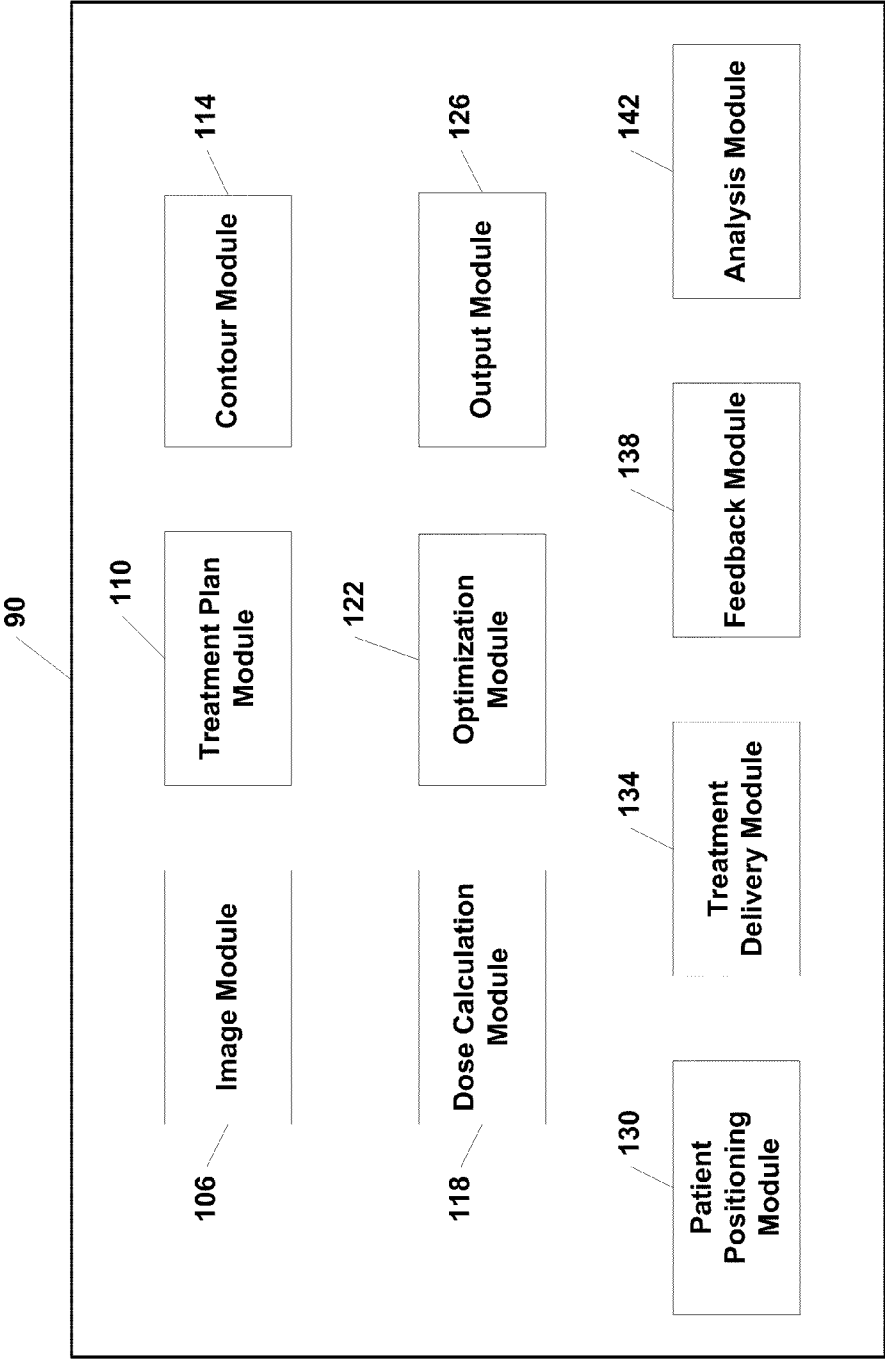 90
106
Image Module
110
Treatment Plan
Module
114
Contour Module
118
Dose Calculation
Module
122
Optimization
Module
126
Output Module
130
Patient
Positioning
Module
134
Treatment
Delivery Module
138
Feedback Module
142
Analysis Module